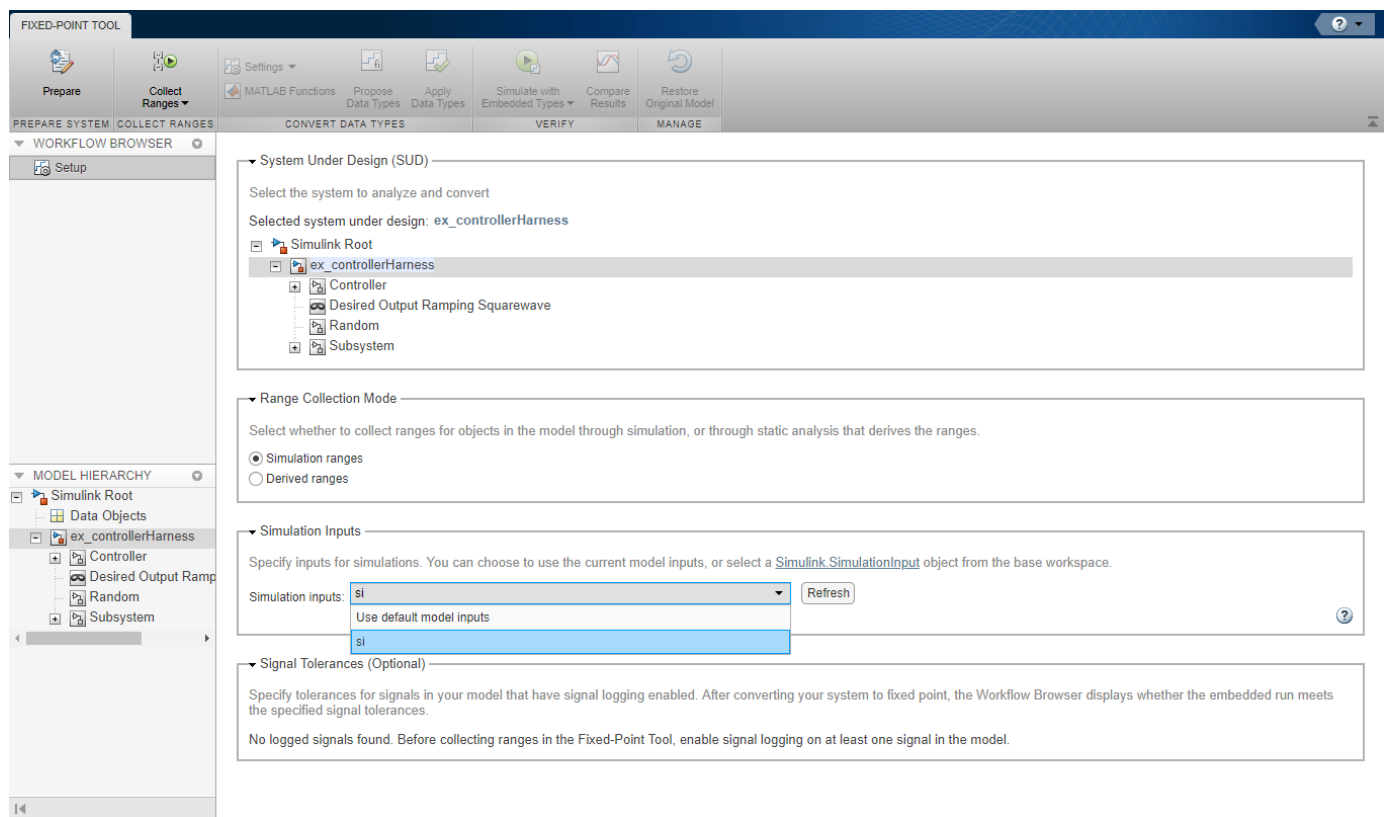 FIXED-POINT TOOL
?
Prepare
Collect
Ranges
Settings
MATLAB Functions
Propose
Data Types
Apply
Data Types
Simulate with
Embedded Types
Compare
Results
Restore
Original Model
PREPARE SYSTEM
COLLECT RANGES
CONVERT DATA TYPES
VERIFY
MANAGE
WORKFLOW BROWSER
Setup
MODEL HIERARCHY
Simulink Root
Data Objects
ex_controllerHarness
Controller
Desired Output Ramp
Random
Subsystem
System Under Design (SUD)
Select the system to analyze and convert
Selected system under design: ex_controllerHarness
Simulink Root
ex_controllerHarness
Controller
Desired Output Ramping Squarewave
Random
Subsystem
Range Collection Mode
Select whether to collect ranges for objects in the model through simulation, or through static analysis that derives the ranges.
Simulation ranges
Derived ranges
Simulation Inputs
Specify inputs for simulations. You can choose to use the current model inputs, or select a Simulink.SimulationInput object from the base workspace.
Simulation inputs: si Refresh
Use default model inputs
si
?
Signal Tolerances (Optional)
Specify tolerances for signals in your model that have signal logging enabled. After converting your system to fixed point, the Workflow Browser displays whether the embedded run meets
the specified signal tolerances.
No logged signals found. Before collecting ranges in the Fixed-Point Tool, enable signal logging on at least one signal in the model.